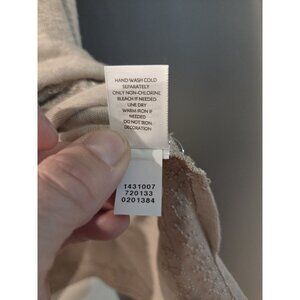 HAND WASH COLD
SEPARATELY
ONLY NON-CHLORINE
BLEACH IF NEEDED
LINE DRY
WARM IRON IF
NEEDED
DO NOT IRON
DECORATION
1431007
720133
0201384